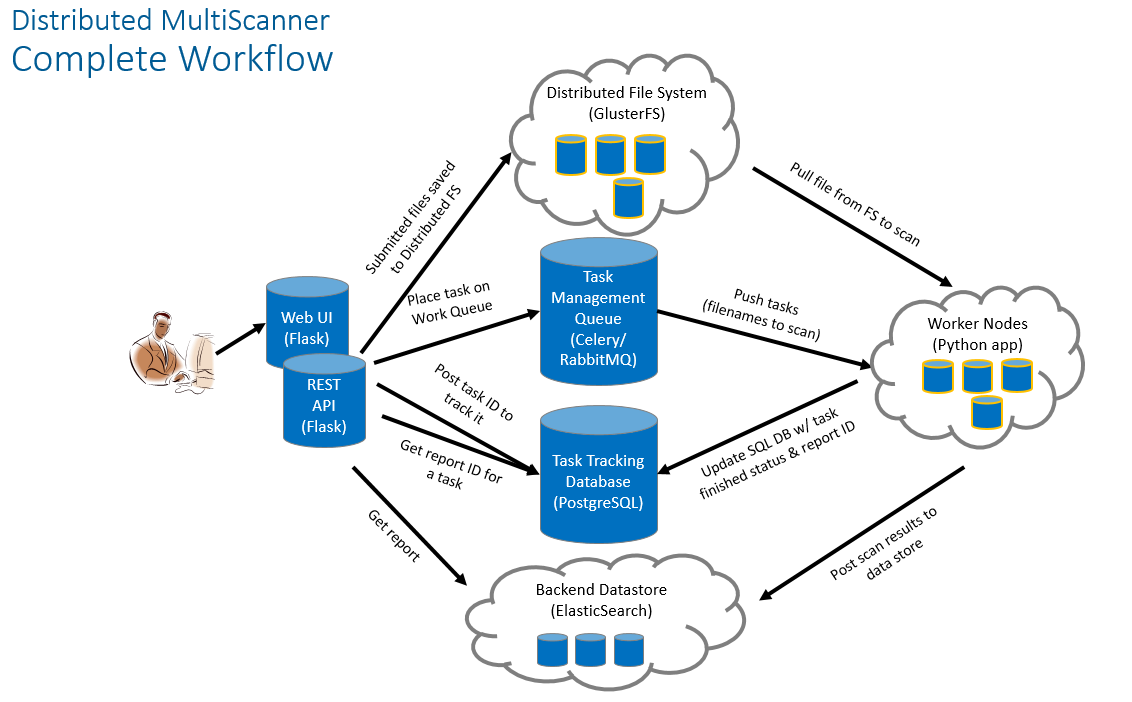 Distributed MultiScanner
Complete Workflow
Distributed File System
(GlusterFS)
Submitted files saved
to Distributed FS
Pull file from FS to scan
Web UI
(Flask)
REST
API
(Flask)
Place task on
Work Queue
Task
Management
Queue
(Celery/
RabbitMQ)
Push tasks
(filenames to scan)
Worker Nodes
(Python app)
Post task ID to
track it
Get report ID for
a task
Task Tracking
Database
(PostgreSQL)
Update SQL DB w/ task
finished status & report ID
Get report
Post scan results to
data store
Backend Datastore
(ElasticSearch)